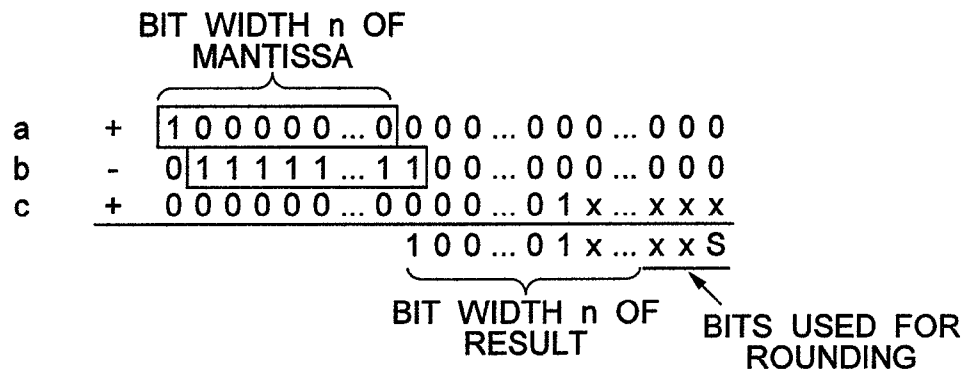 BIT WIDTH n OF
MANTISSA
a + 1 0 0 0 0 0 ... 0 0 0 0 ... 0 0 0 ... 0 0 0
b - 0 1 1 1 1 1 ... 1 1 0 0 ... 0 0 0 ... 0 0 0
c + 0 0 0 0 0 0 ... 0 0 0 0 ... 0 1 x ... x x x
1 0 0 ... 0 1 x ... x x S
BIT WIDTH n OF
RESULT
BITS USED FOR
ROUNDING